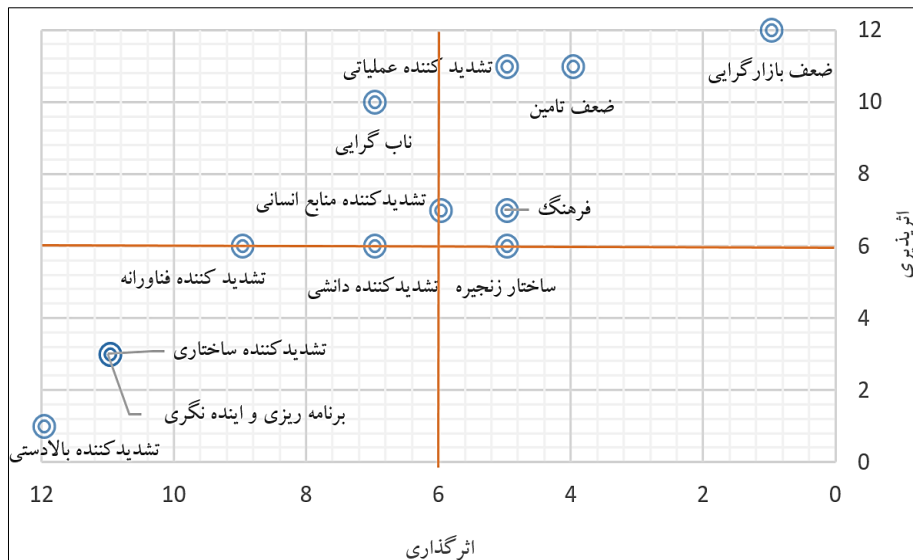 12
ضعف بازارگرایی
تشدید کننده عملیاتی
ضعف تامین
10
ناب گرایی
8
تشدیدکننده منابع انسانی
فرهنگ
اثرپذیری
6
ساختار زنجیره
تشدیدکننده دانشی
تشدید کننده فناورانه
4
تشدیدکننده ساختاری
2
برنامه ریزی و اینده نگری
تشدیدکننده بالادستی
0
0 2 4 6 8 10 12
اثرگذاری